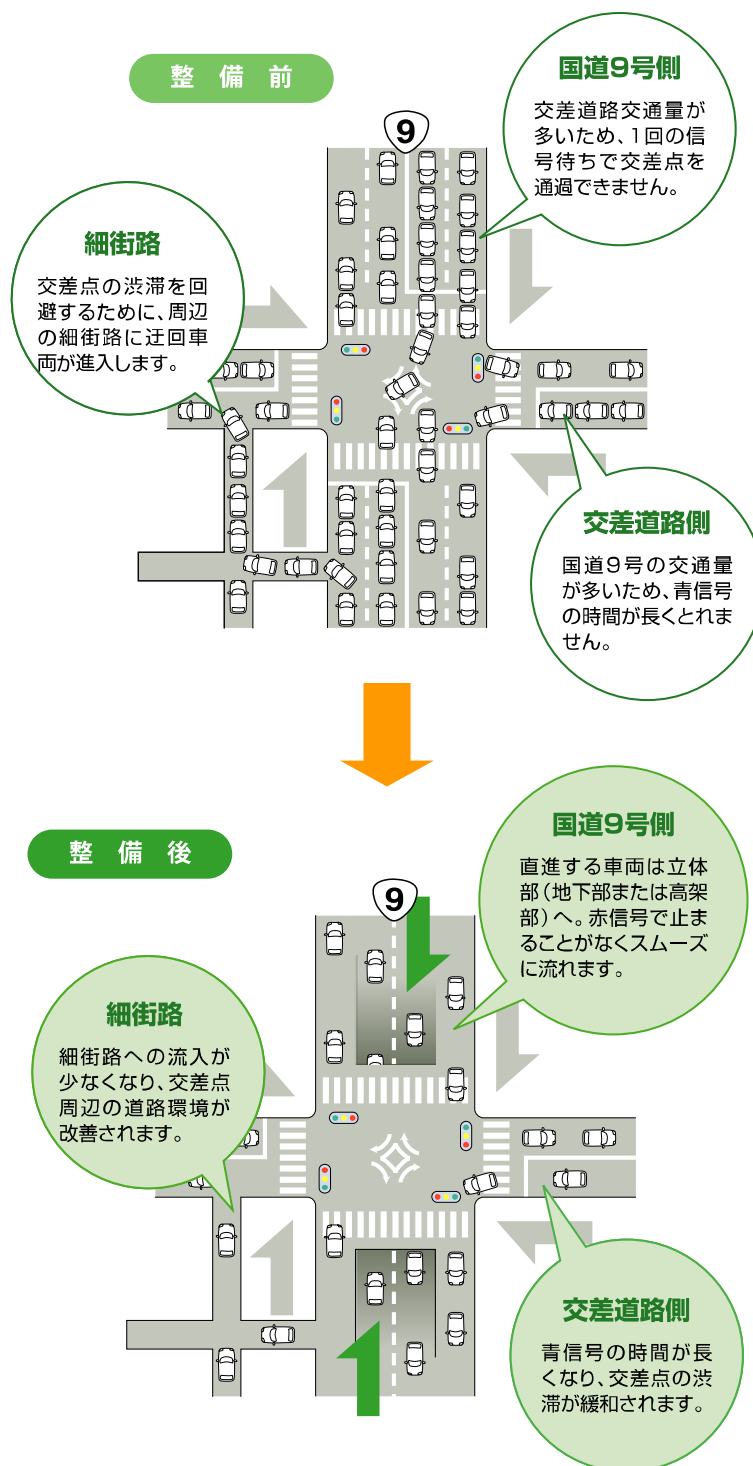 整備前
9
国道9号側
交差道路交通量が
多いため、1回の信
号待ちで交差点を
通過できません。
細街路
交差点の渋滞を回
避するために、周辺
の細街路に迂回車
両が進入します。
交差道路側
国道9号の交通量
が多いため、青信号
の時間が長くとれま
せん。
整備後
9
国道9号側
直進する車両は立体
部(地下部または高架
部)へ。赤信号で止ま
ることがなくスムーズ
に流れます。
細街路
細街路への流入が
少なくなり、交差点
周辺の道路環境が
改善されます。
交差道路側
青信号の時間が長
くなり、交差点の渋
滞が緩和されます。